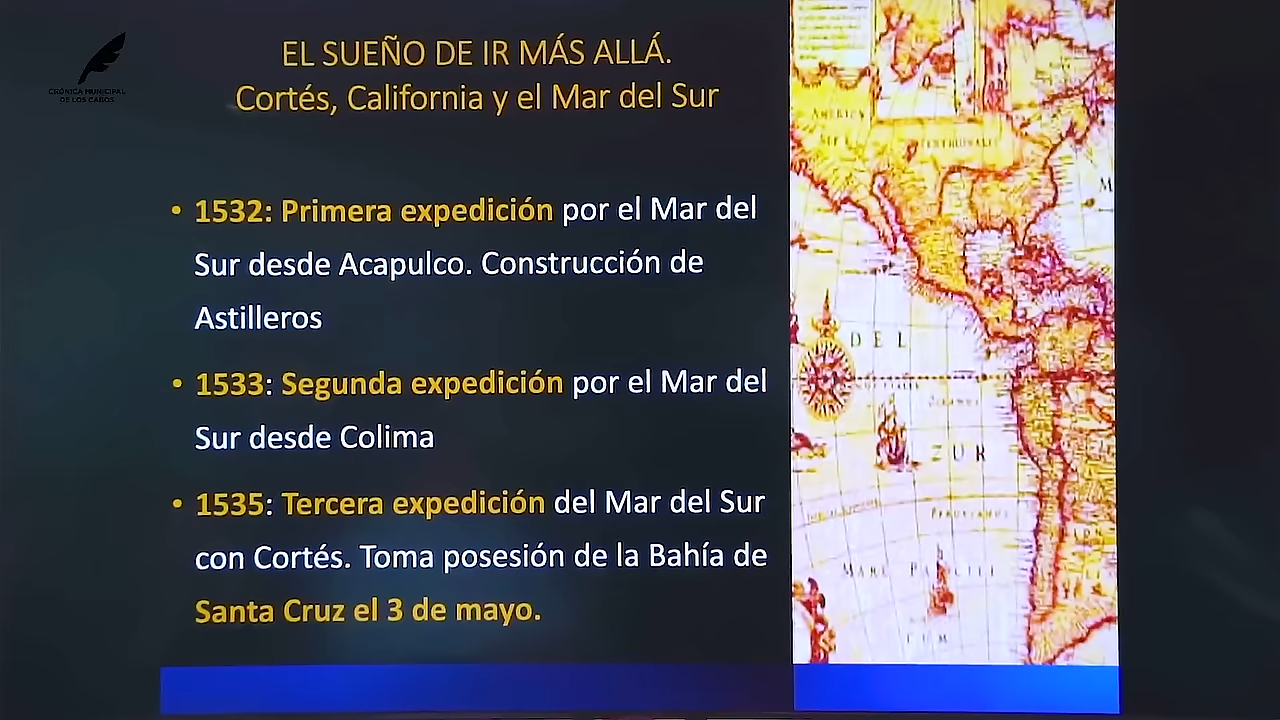 CRÓNICA MUNICIPAL
DE LOS CABOS
EL SUEÑO DE IR MÁS ALLÁ.
Cortés, California y el Mar del Sur
• 1532: Primera expedición por el Mar del
Sur desde Acapulco. Construcción de
Astilleros
• 1533: Segunda expedición por el Mar del
Sur desde Colima
• 1535: Tercera expedición del Mar del Sur
con Cortés. Toma posesión de la Bahía de
Santa Cruz el 3 de mayo.
DEL
ZUR